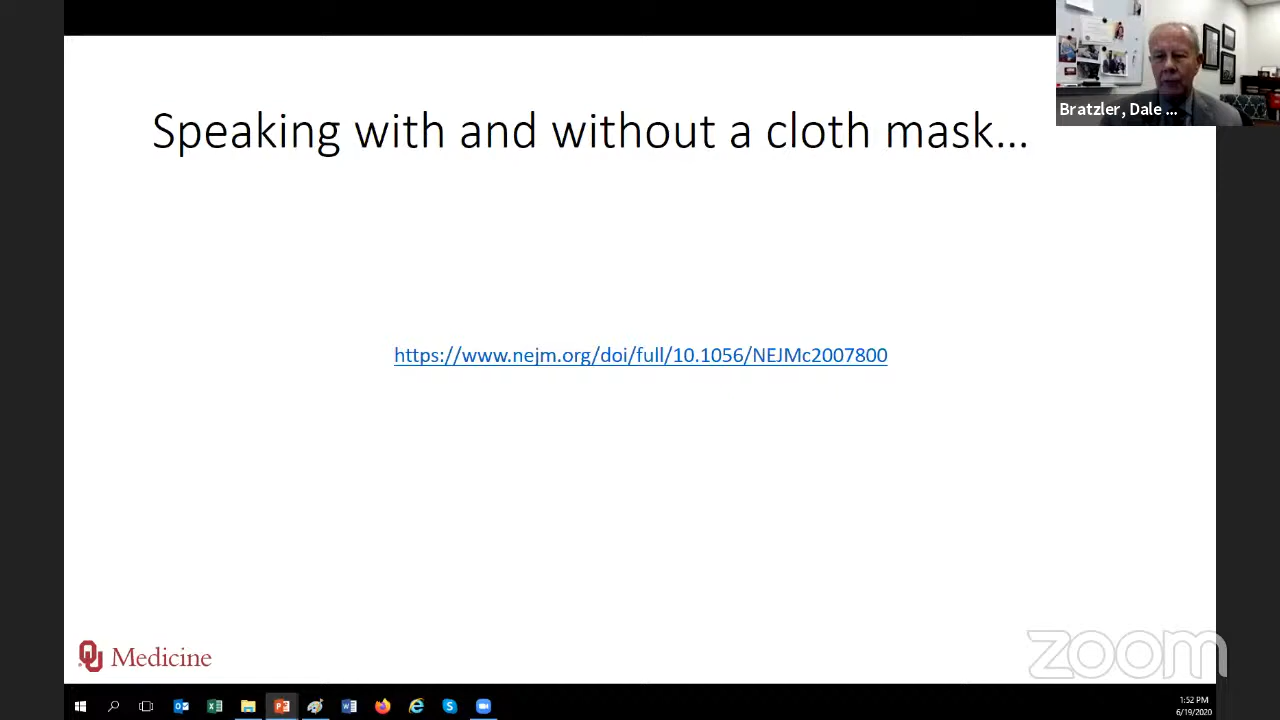 Speaking with and without a cloth mask...
Bratzler, Dale ...
https://www.nejm.org/doi/full/10.1056/NEJMc2007800
OU Medicine
zoom
1:52 PM
6/19/2020